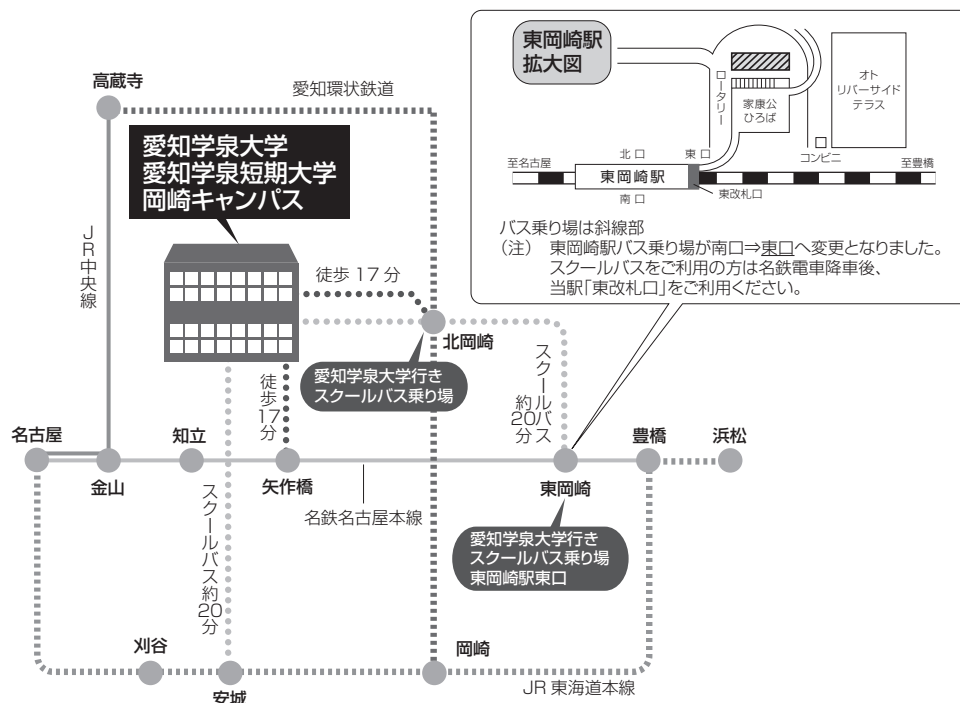 高蔵寺
愛知環状鉄道
愛知学泉大学
愛知学泉短期大学
岡崎キャンパス
JR中央線
徒歩 17 分
北岡崎
愛知学泉大学行き
スクールバス乗り場
徒歩17分
スクールバス
約20分
名古屋
金山
知立
矢作橋
名鉄名古屋本線
東岡崎
愛知学泉大学行き
スクールバス乗り場
東岡崎駅東口
豊橋
浜松
スクールバス約20分
刈谷
安城
岡崎
JR 東海道本線
東岡崎駅
拡大図
ロータリー
家康公
ひろば
オト
リバーサイド
テラス
コンビニ
至名古屋
北 口
東 口
至豊橋
東岡崎駅
南 口
東改札口
バス乗り場は斜線部
(注) 東岡崎駅バス乗り場が南口⇒東口へ変更となりました。
スクールバスをご利用の方は名鉄電車降車後、
当駅「東改札口」をご利用ください。